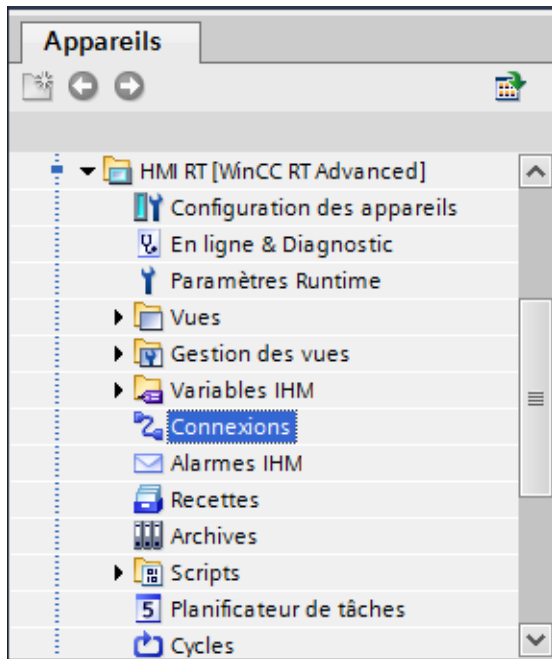 Appareils
HMI RT [WinCC RT Advanced]
Configuration des appareils
En ligne & Diagnostic
Paramètres Runtime
Vues
Gestion des vues
Variables IHM
Connexions
Alarmes IHM
Recettes
Archives
Scripts
5 Planificateur de tâches
Cycles